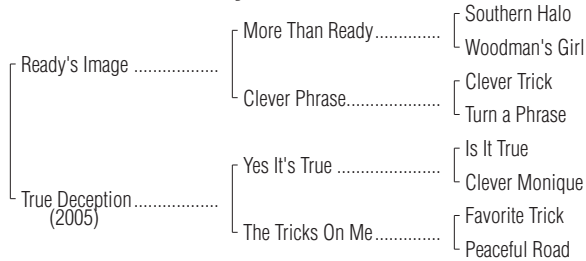 Southern Halo
More Than Ready...............
Woodman's Girl
Ready's Image ..................
Clever Trick
Clever Phrase.....................
Turn a Phrase
Is It True
Yes It's True ......................
Clever Monique
True Deception..................
(2005)
Favorite Trick
The Tricks On Me...............
Peaceful Road